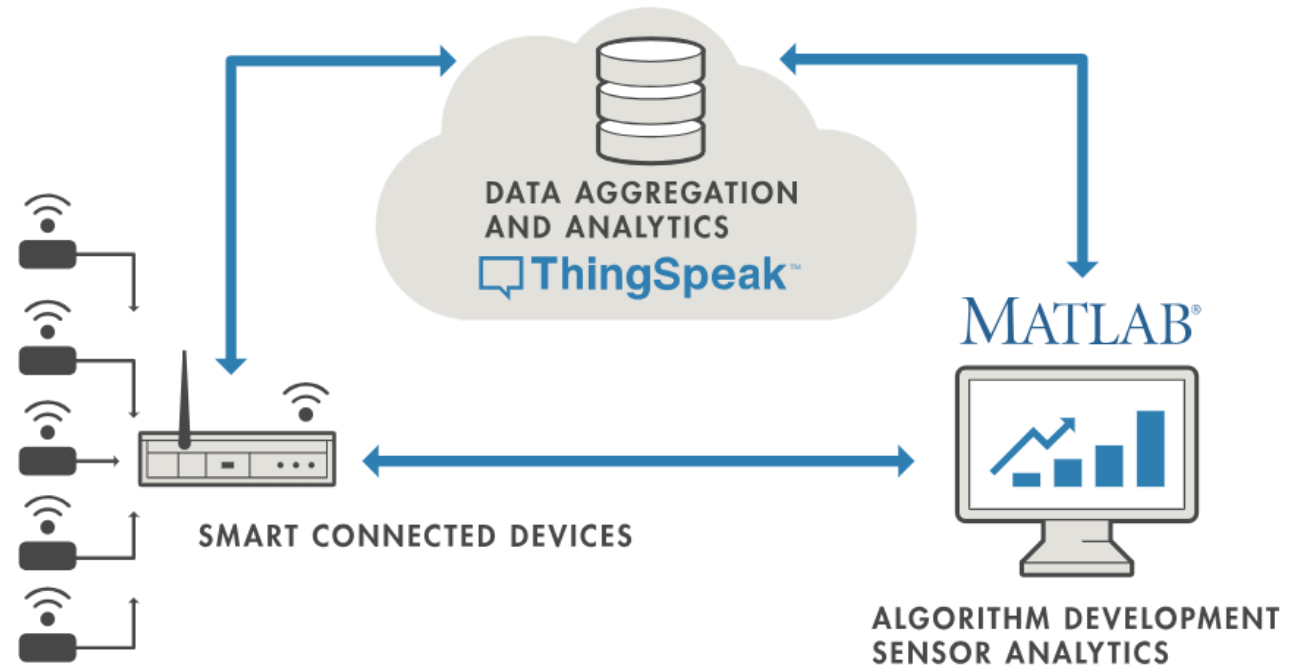 DATA AGGREGATION
AND ANALYTICS
ThingSpeak™
MATLAB®
SMART CONNECTED DEVICES
ALGORITHM DEVELOPMENT
SENSOR ANALYTICS